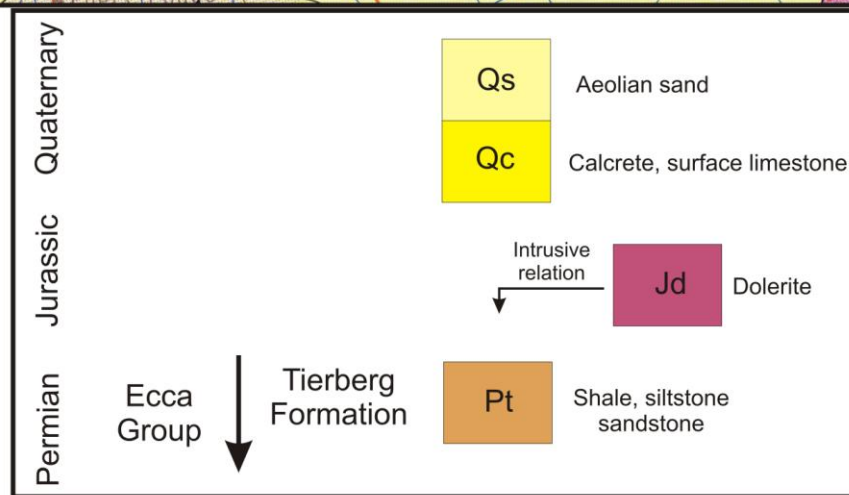 Quaternary
Qs
Aeolian sand
Qc
Calcrete, surface limestone
Jurassic
Intrusive
relation
Jd
Dolerite
Permian
Ecca
Group
Tierberg
Formation
Pt
Shale, siltstone
sandstone